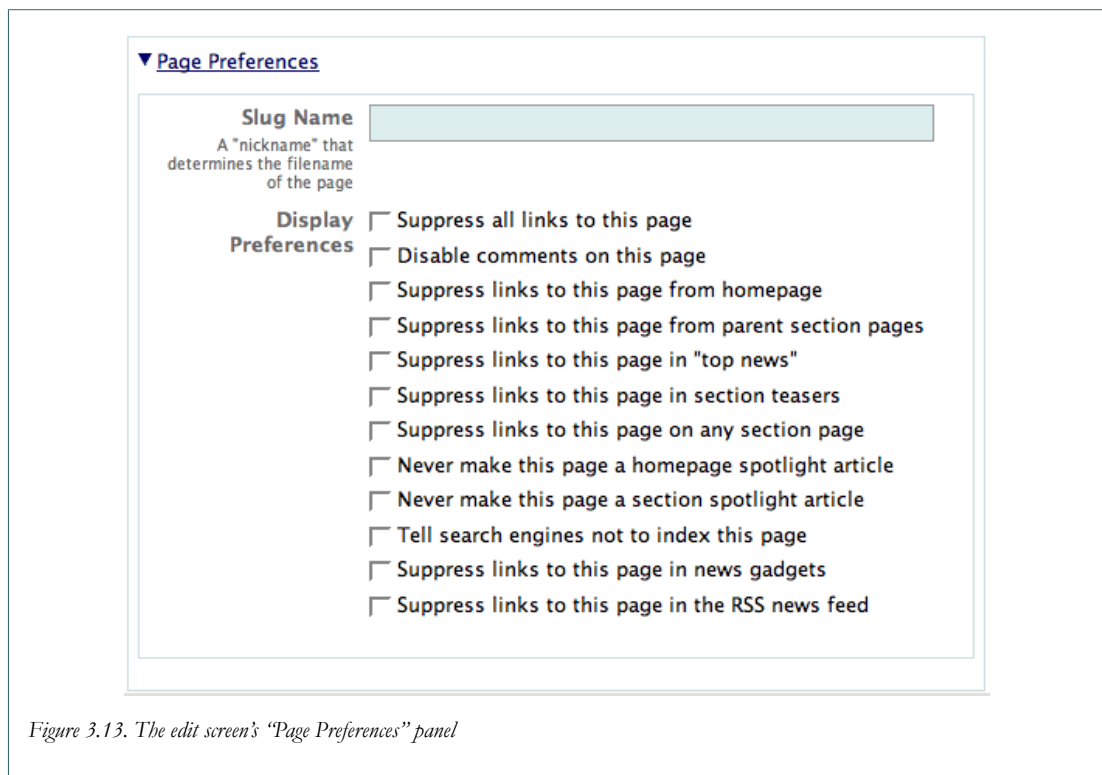 Page Preferences
Slug Name
A "nickname" that
determines the filename
of the page
Display
Preferences
Suppress all links to this page
Disable comments on this page
Suppress links to this page from homepage
Suppress links to this page from parent section pages
Suppress links to this page in "top news"
Suppress links to this page in section teasers
Suppress links to this page on any section page
Never make this page a homepage spotlight article
Never make this page a section spotlight article
Tell search engines not to index this page
Suppress links to this page in news gadgets
Suppress links to this page in the RSS news feed
Figure 3.13. The edit screen’s “Page Preferences” panel